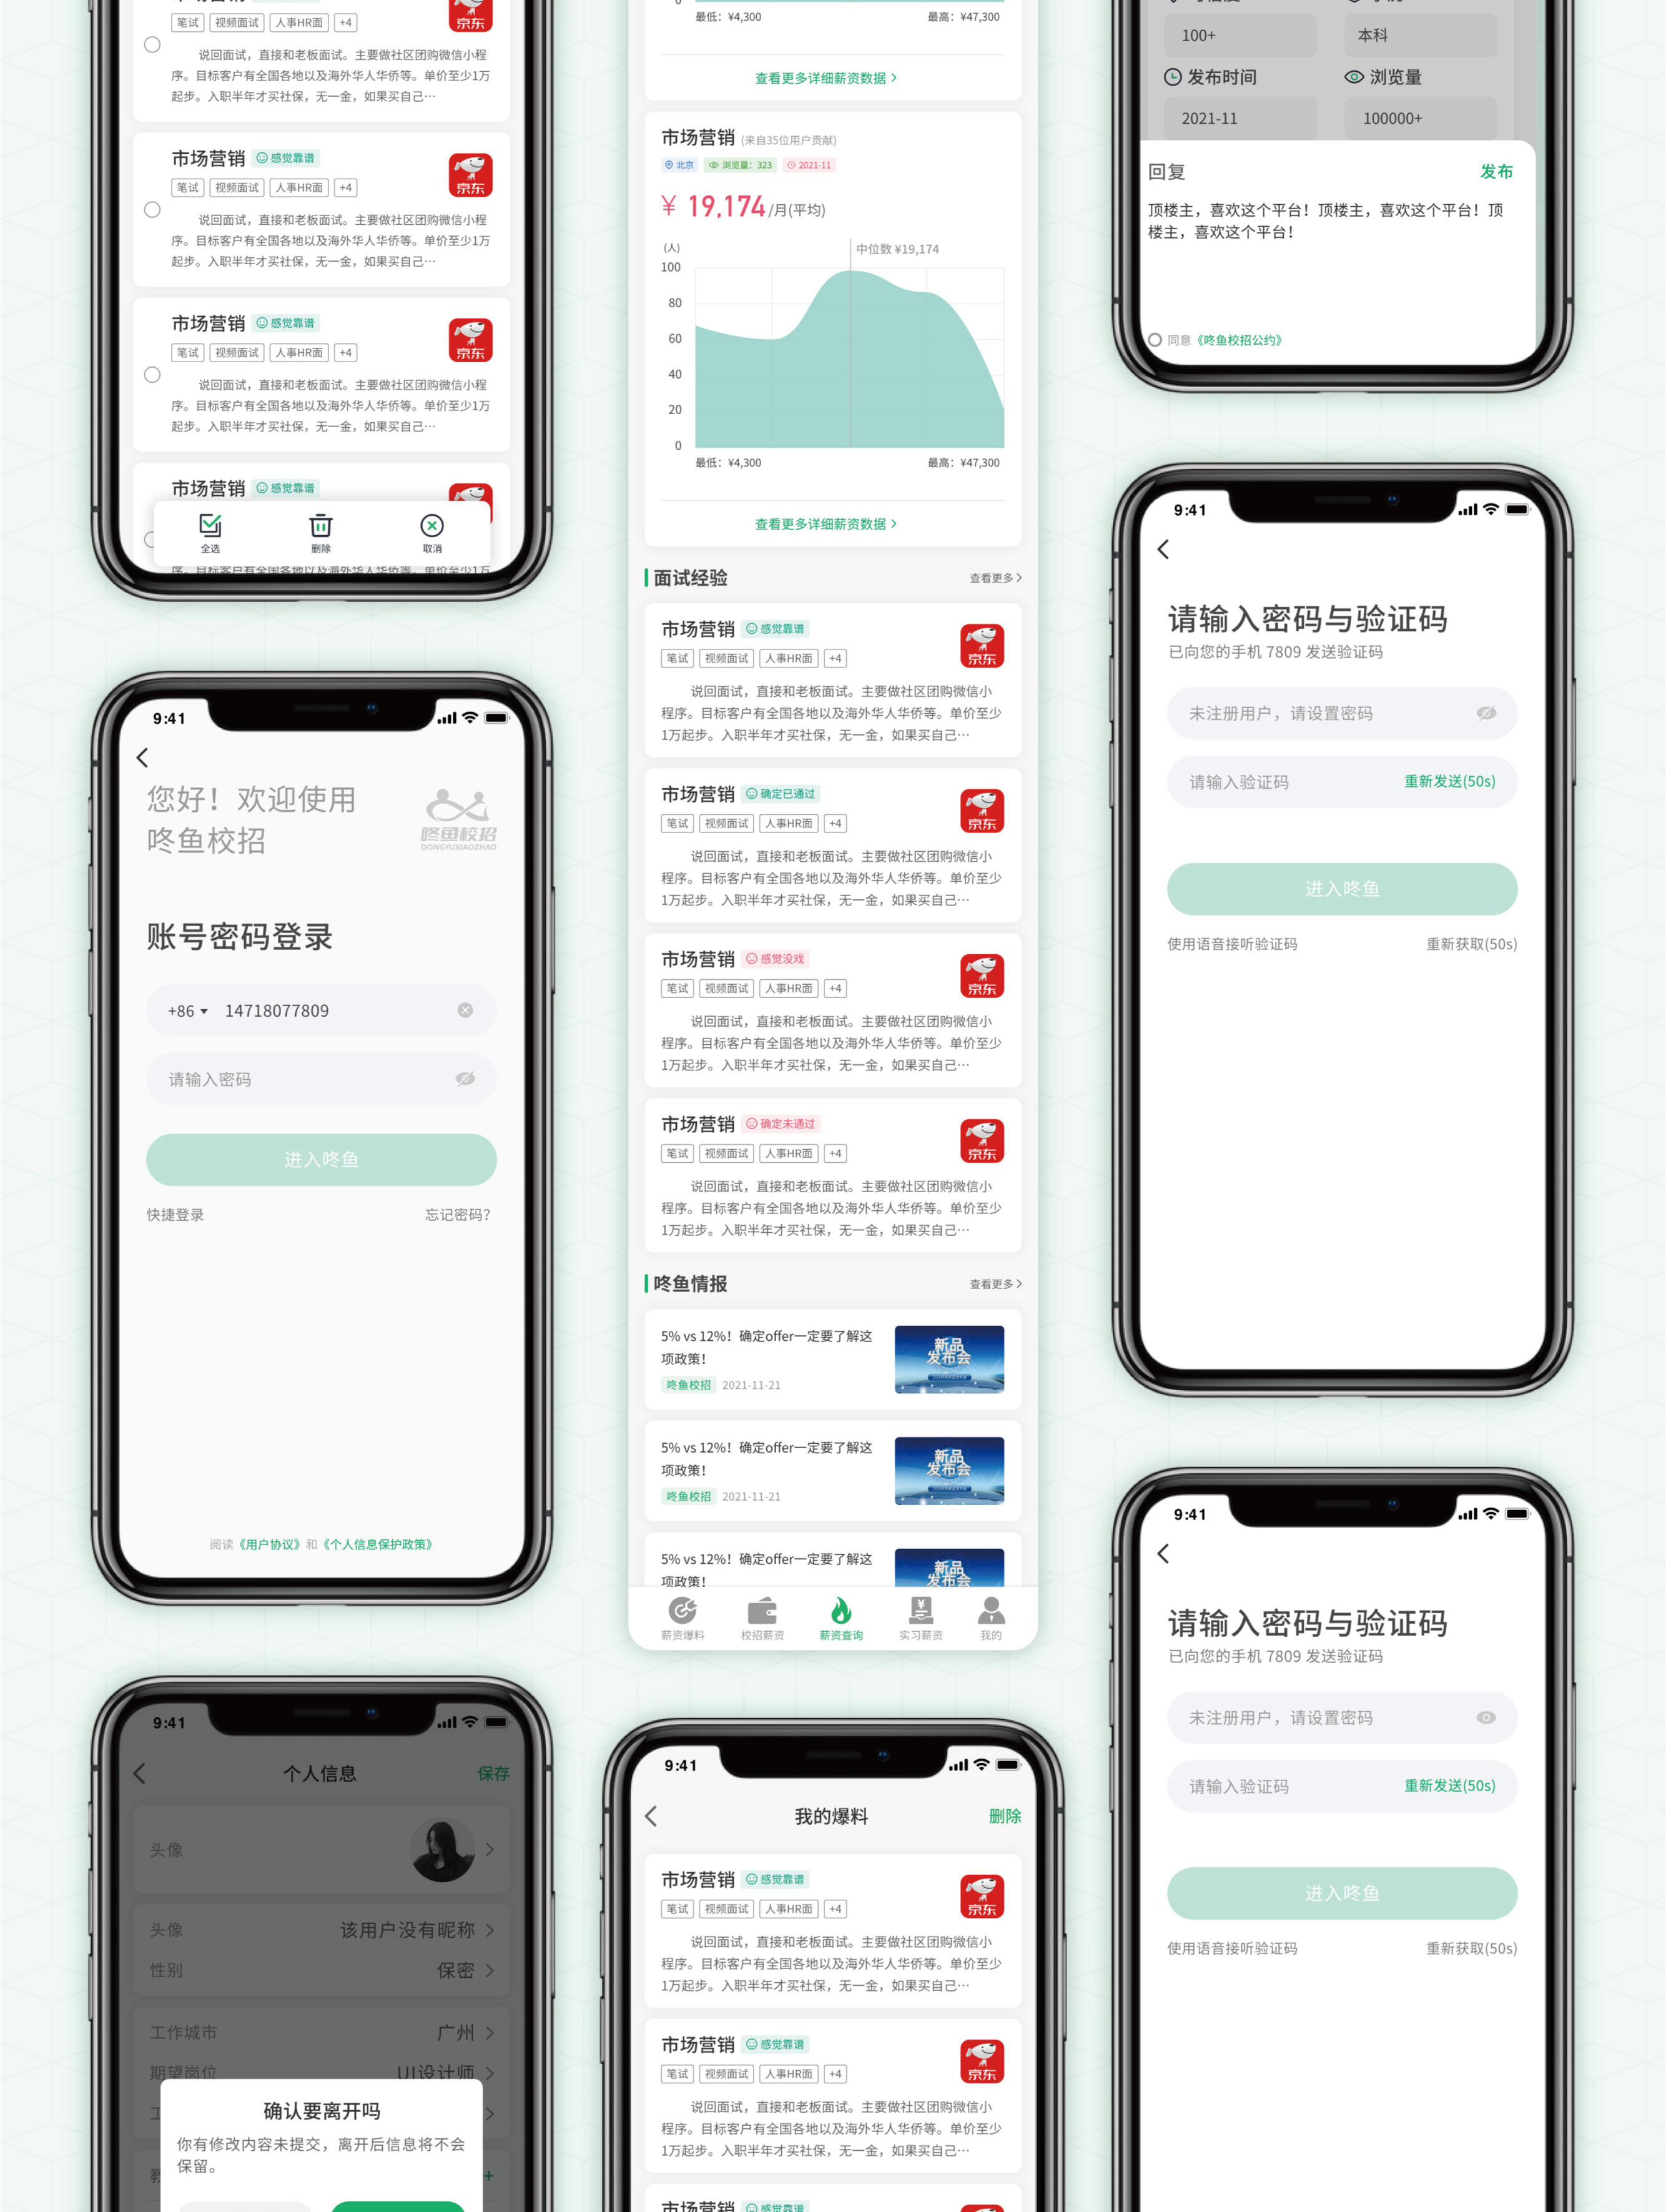 笔试 视频面试 人事HR面 +4
京东
说回面试，直接和老板面试。主要做社区团购微信小程
序。目标客户有全国各地以及海外华人华侨等。单价至少1万
起步。入职半年才买社保，无一金，如果买自己…
市场营销 感觉靠谱
笔试 视频面试 人事HR面 +4
京东
说回面试，直接和老板面试。主要做社区团购微信小程
序。目标客户有全国各地以及海外华人华侨等。单价至少1万
起步。入职半年才买社保，无一金，如果买自己…
市场营销 感觉靠谱
笔试 视频面试 人事HR面 +4
京东
说回面试，直接和老板面试。主要做社区团购微信小程
序。目标客户有全国各地以及海外华人华侨等。单价至少1万
起步。入职半年才买社保，无一金，如果买自己…
市场营销 感觉靠谱
全选 删除 取消
序。目标客户有全国各地以及海外华人华侨等。单价至少1万
9:41
您好！欢迎使用
咚鱼校招
咚鱼校招
DONGYUXIAOZHAO
账号密码登录
+86 14718077809
请输入密码
进入咚鱼
快捷登录 忘记密码?
阅读《用户协议》和《个人信息保护政策》
9:41
个人信息 保存
头像
头像 该用户没有昵称
性别 保密
工作城市 广州
期望岗位 UI设计师
确认要离开吗
你有修改内容未提交，离开后信息将不会
保留。
0
最低：¥4,300 最高：¥47,300
查看更多详细薪资数据
市场营销 (来自35位用户贡献)
北京 浏览量：323 2021-11
¥ 19,174/月(平均)
(人) 中位数 ¥19,174
100
80
60
40
20
0
最低：¥4,300 最高：¥47,300
查看更多详细薪资数据
面试经验 查看更多
市场营销 感觉靠谱
笔试 视频面试 人事HR面 +4
京东
说回面试，直接和老板面试。主要做社区团购微信小
程序。目标客户有全国各地以及海外华人华侨等。单价至少
1万起步。入职半年才买社保，无一金，如果买自己…
市场营销 确定已通过
笔试 视频面试 人事HR面 +4
京东
说回面试，直接和老板面试。主要做社区团购微信小
程序。目标客户有全国各地以及海外华人华侨等。单价至少
1万起步。入职半年才买社保，无一金，如果买自己…
市场营销 感觉没戏
笔试 视频面试 人事HR面 +4
京东
说回面试，直接和老板面试。主要做社区团购微信小
程序。目标客户有全国各地以及海外华人华侨等。单价至少
1万起步。入职半年才买社保，无一金，如果买自己…
市场营销 确定未通过
笔试 视频面试 人事HR面 +4
京东
说回面试，直接和老板面试。主要做社区团购微信小
程序。目标客户有全国各地以及海外华人华侨等。单价至少
1万起步。入职半年才买社保，无一金，如果买自己…
咚鱼情报 查看更多
5% vs 12%！确定offer一定要了解这
项政策！
咚鱼校招 2021-11-21
新品
发布会
5% vs 12%！确定offer一定要了解这
项政策！
咚鱼校招 2021-11-21
新品
发布会
5% vs 12%！确定offer一定要了解这
项政策！
新品
发布会
薪资爆料 校招薪资 薪资查询 实习薪资 我的
9:41
我的爆料 删除
市场营销 感觉靠谱
笔试 视频面试 人事HR面 +4
京东
说回面试，直接和老板面试。主要做社区团购微信小
程序。目标客户有全国各地以及海外华人华侨等。单价至少
1万起步。入职半年才买社保，无一金，如果买自己…
市场营销 感觉靠谱
笔试 视频面试 人事HR面 +4
京东
说回面试，直接和老板面试。主要做社区团购微信小
程序。目标客户有全国各地以及海外华人华侨等。单价至少
1万起步。入职半年才买社保，无一金，如果买自己…
市场营销 感觉靠谱
100+ 本科
发布时间 浏览量
2021-11 100000+
回复 发布
顶楼主，喜欢这个平台！顶楼主，喜欢这个平台！顶
楼主，喜欢这个平台！
同意《咚鱼校招公约》
9:41
请输入密码与验证码
已向您的手机 7809 发送验证码
未注册用户，请设置密码
请输入验证码 重新发送(50s)
进入咚鱼
使用语音接听验证码 重新获取(50s)
9:41
请输入密码与验证码
已向您的手机 7809 发送验证码
未注册用户，请设置密码
请输入验证码 重新发送(50s)
进入咚鱼
使用语音接听验证码 重新获取(50s)